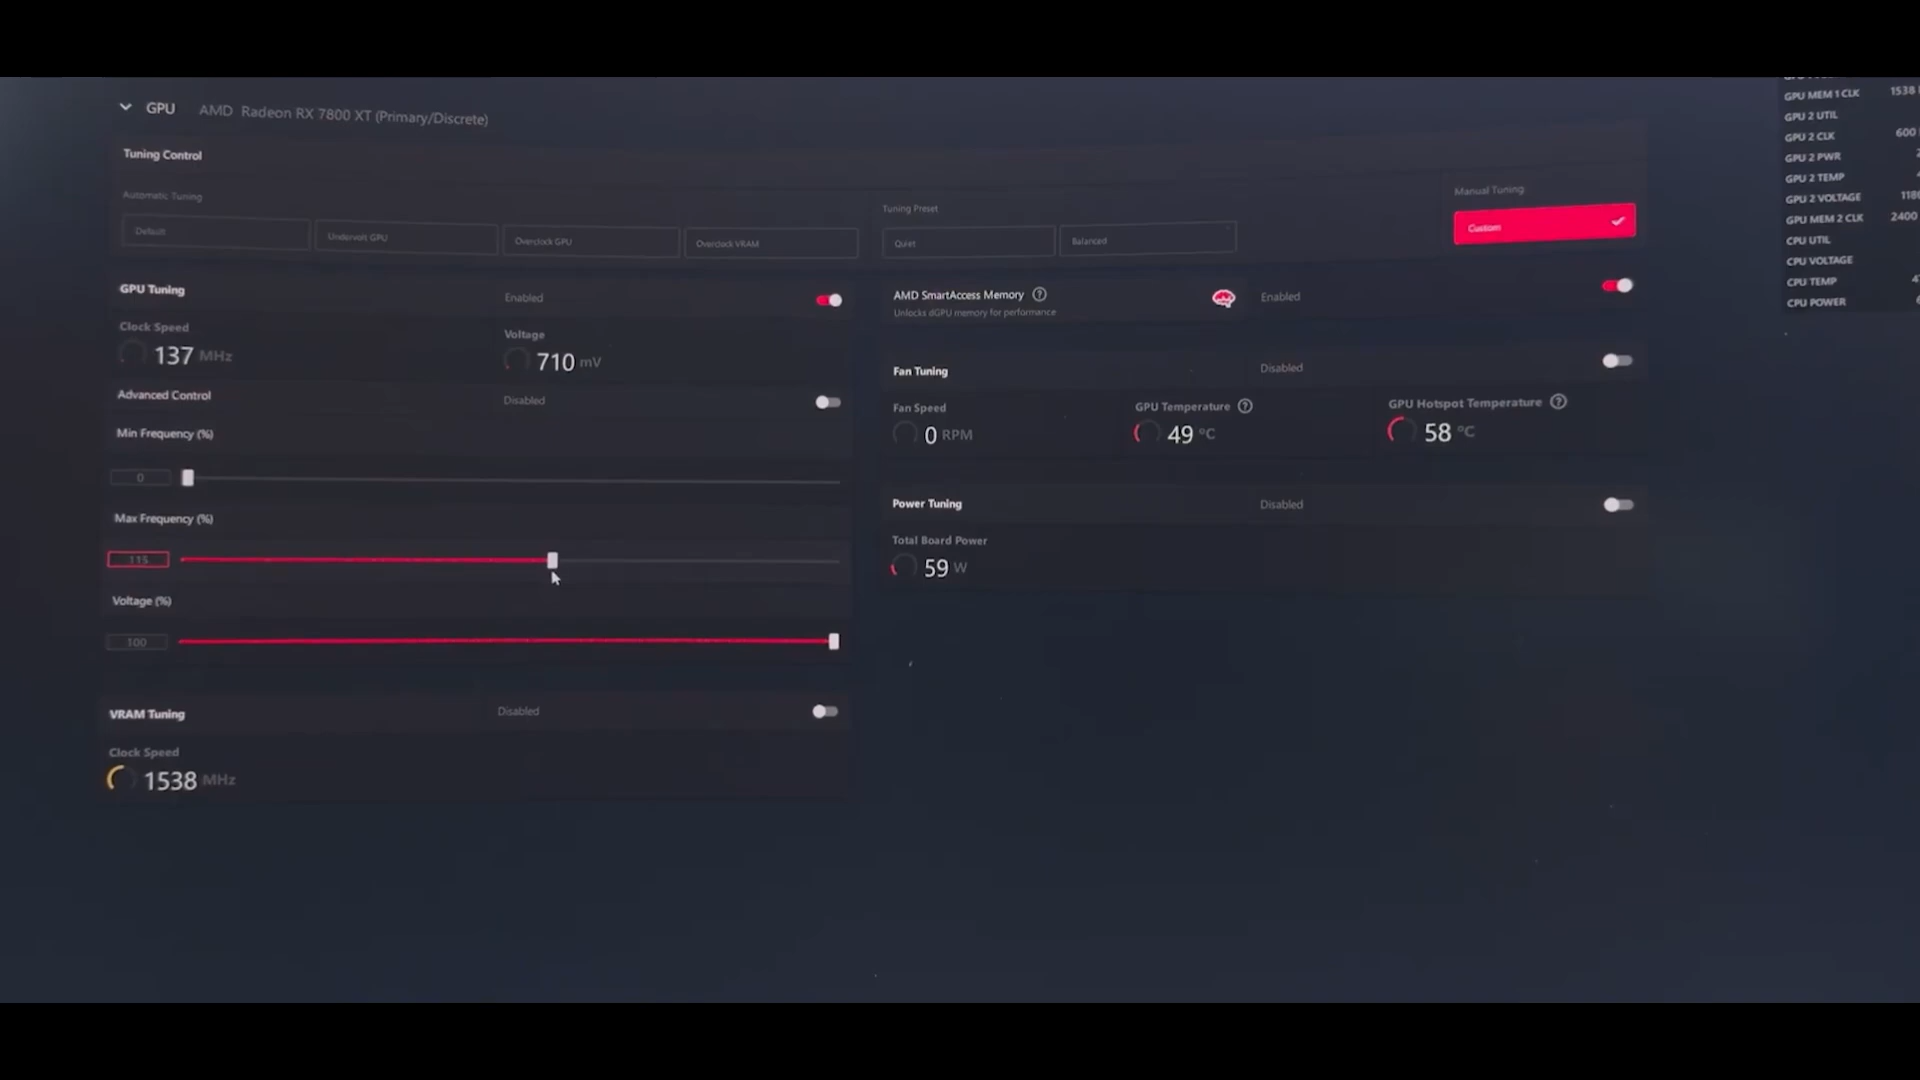 GPU AMD Radeon RX 7800 XT (Primary/Discrete)
Tuning Control
Automatic Tuning
Default
Undervolt GPU
Overclock GPU
Overclock VRAM
Tuning Preset
Quiet
Balanced
Manual Tuning
Custom
GPU Tuning
Enabled
Clock Speed
137 MHz
Voltage
710 mV
Advanced Control
Disabled
Min Frequency (%)
0
Max Frequency (%)
115
Voltage (%)
100
VRAM Tuning
Disabled
Clock Speed
1538 MHz
AMD SmartAccess Memory ?
Unlocks dGPU memory for performance
Enabled
Fan Tuning
Disabled
Fan Speed
0 RPM
GPU Temperature ?
49 °C
GPU Hotspot Temperature ?
58 °C
Power Tuning
Disabled
Total Board Power
59 W
GPU MEM 1 CLK 1538
GPU 2 UTIL
GPU 2 CLK 600
GPU 2 PWR
GPU 2 TEMP
GPU 2 VOLTAGE
GPU MEM 2 CLK 2400
CPU UTIL
CPU VOLTAGE
CPU TEMP
CPU POWER